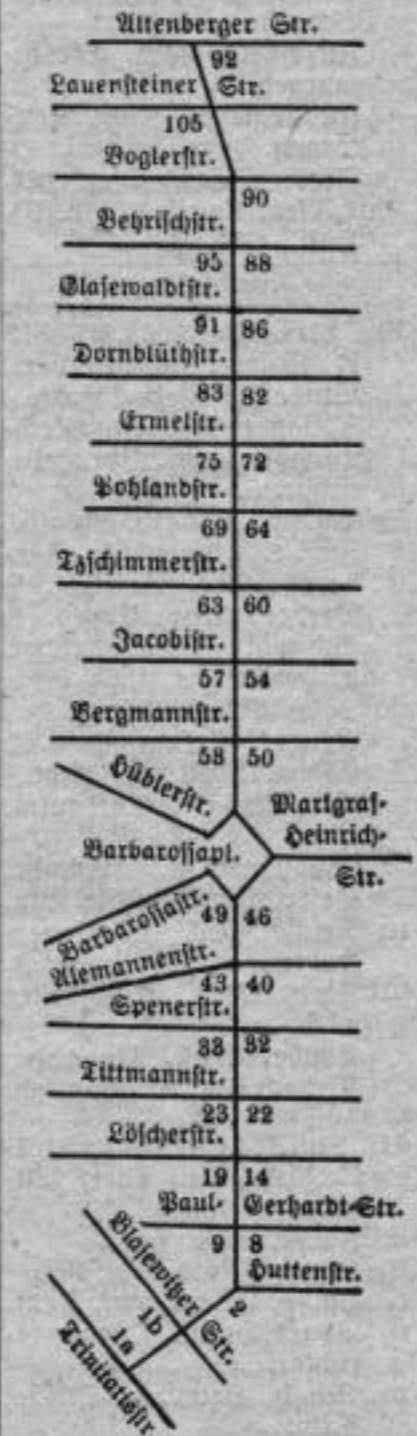 Altenberger Str.
92
Lauensteiner Str.
105
Voglerstr.
90
Behrischstr.
95 88
Glasewaldtstr.
91 86
Dornblüthstr.
83 82
Ermelstr.
75 72
Pohlandstr.
69 64
Tzschimmerstr.
63 60
Jacobistr.
57 54
Bergmannstr.
53 50
Hüblerstr.
Markgraf-
Heinrich-
Str.
Barbarossapl.
Barbarossastr.
49 46
Alemannenstr.
43 40
Spenerstr.
33 32
Tittmannstr.
23 22
Löscherstr.
19 14
Paul- Gerhardt-Str.
9 8
Huttenstr.
Blasewitzer Str.
2
1b
1a
Trinitatisstr